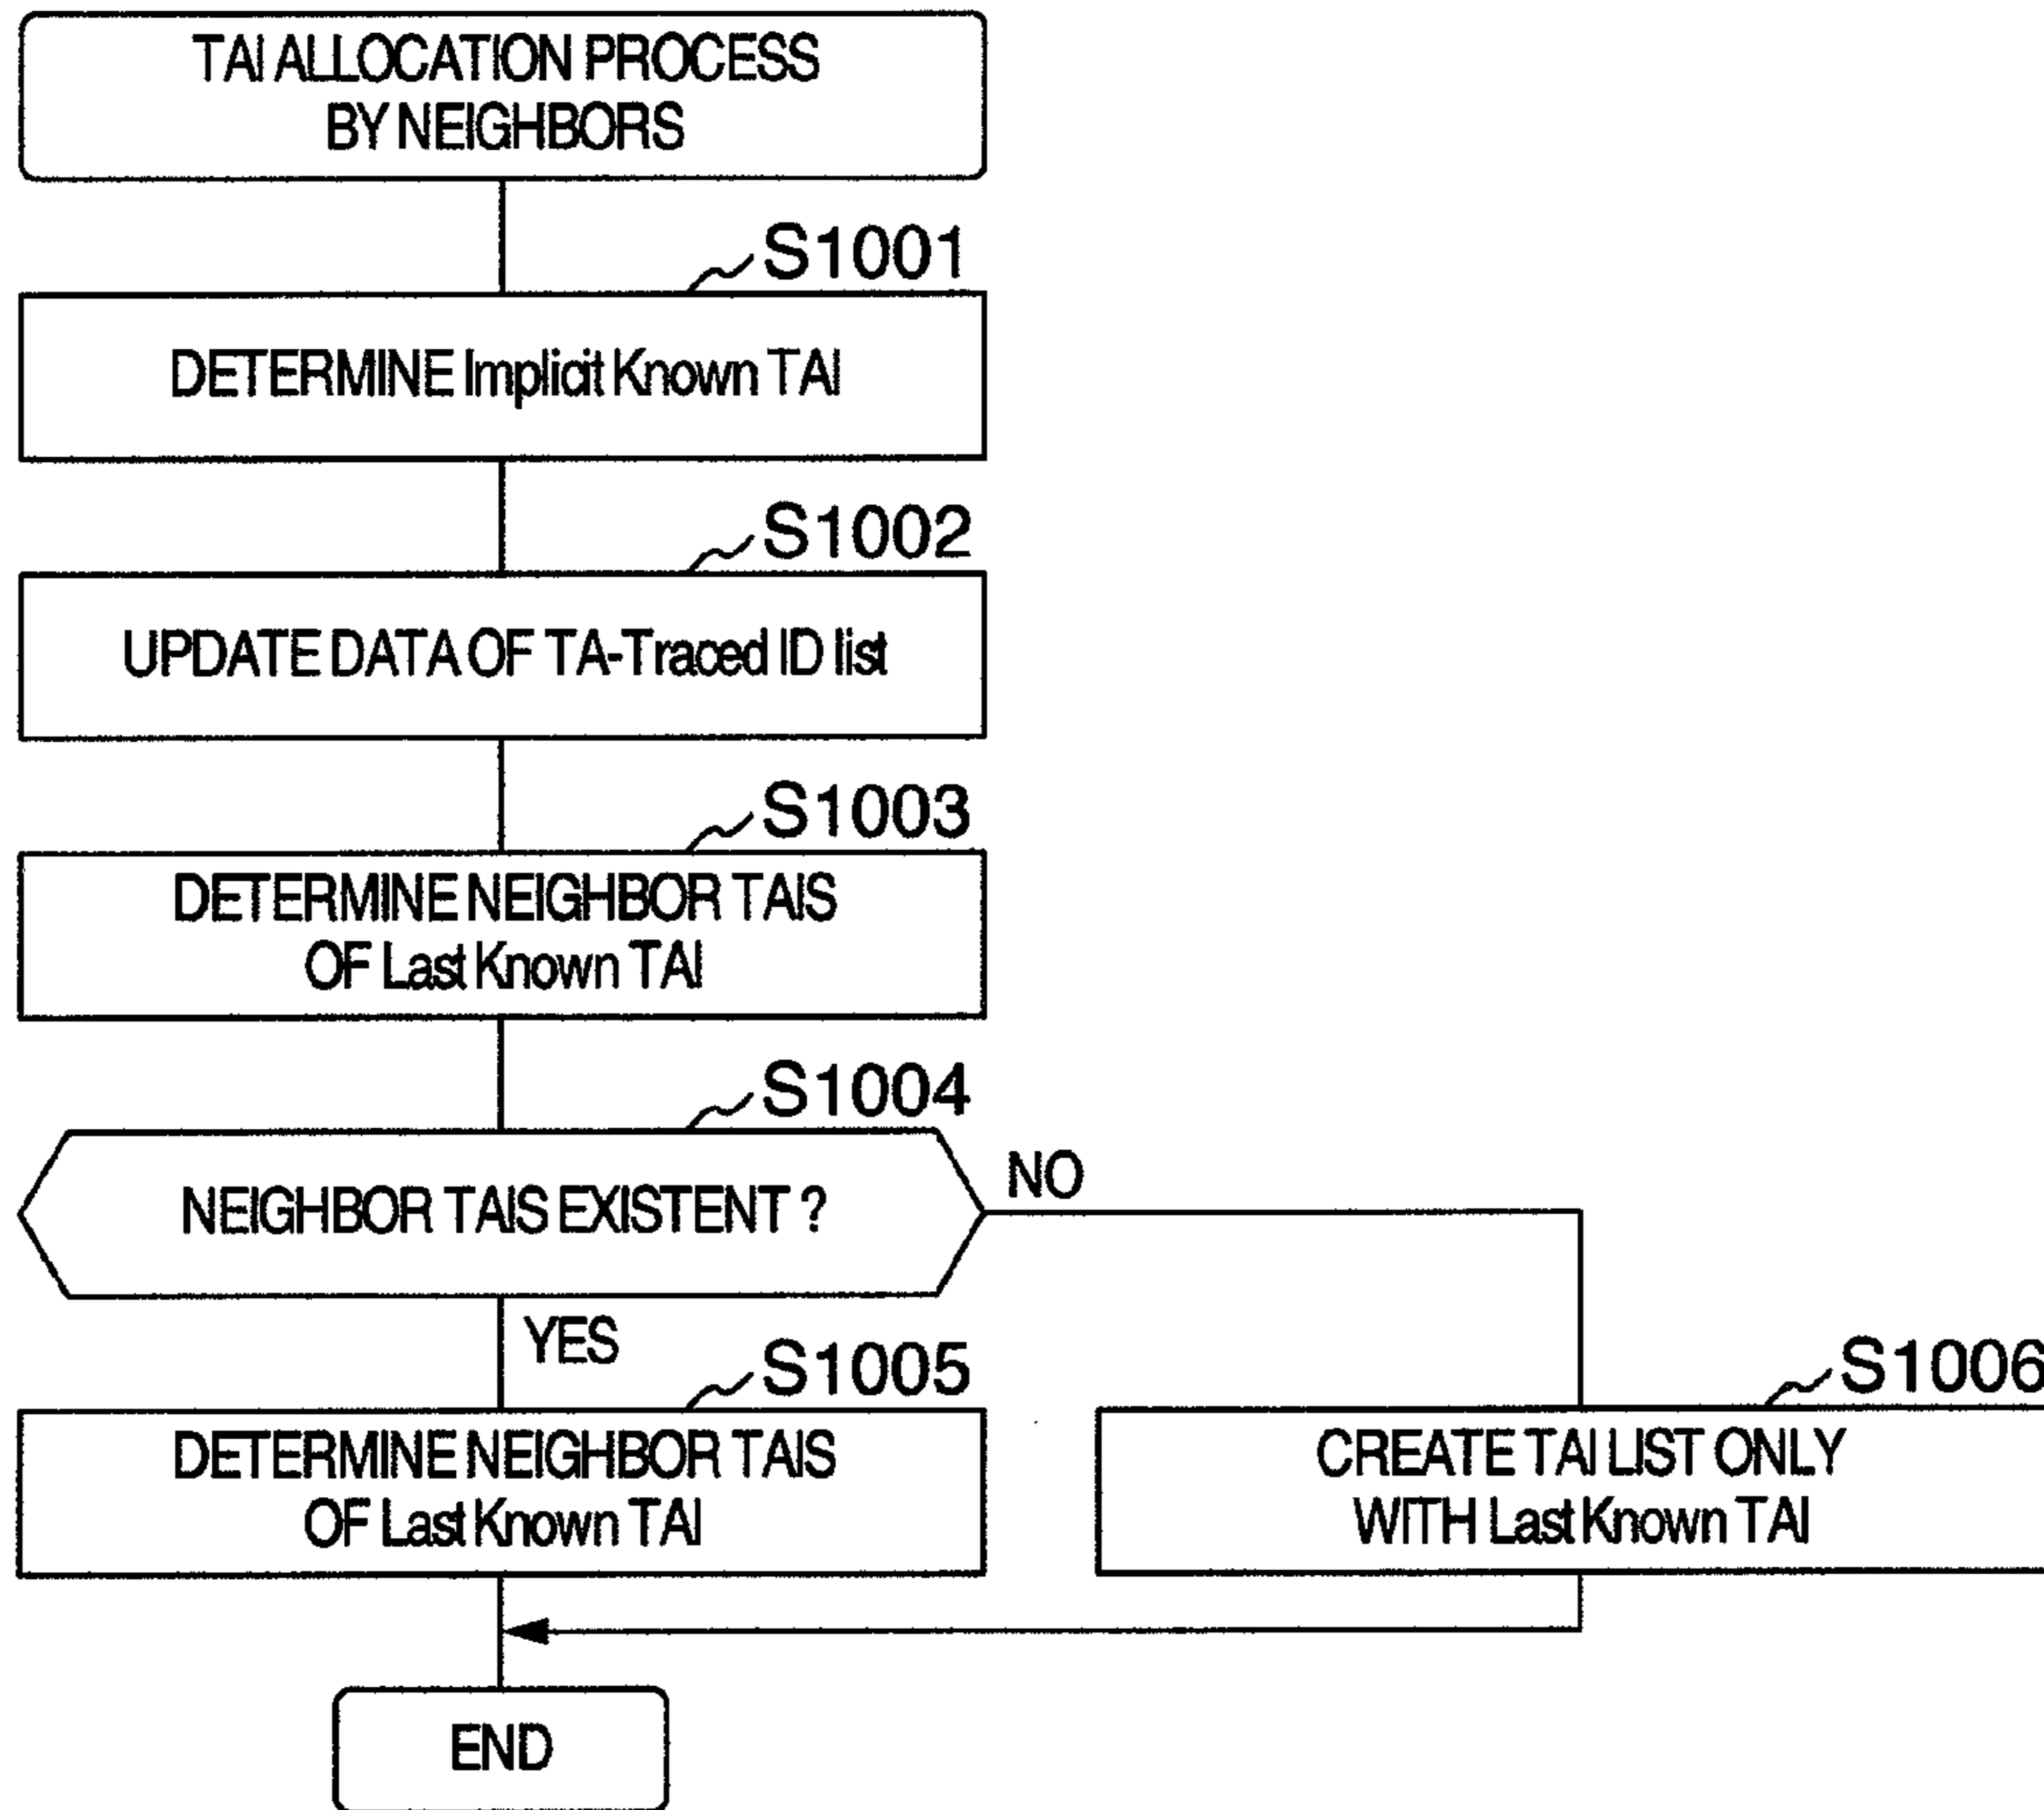 TAI ALLOCATION PROCESS
BY NEIGHBORS
S1001
DETERMINE Implicit Known TAI
S1002
UPDATE DATA OF TA-Traced ID list
S1003
DETERMINE NEIGHBOR TAIS
OF Last Known TAI
S1004
NEIGHBOR TAIS EXISTENT ?
NO
YES
S1005
DETERMINE NEIGHBOR TAIS
OF Last Known TAI
S1006
CREATE TAI LIST ONLY
WITH Last Known TAI
END